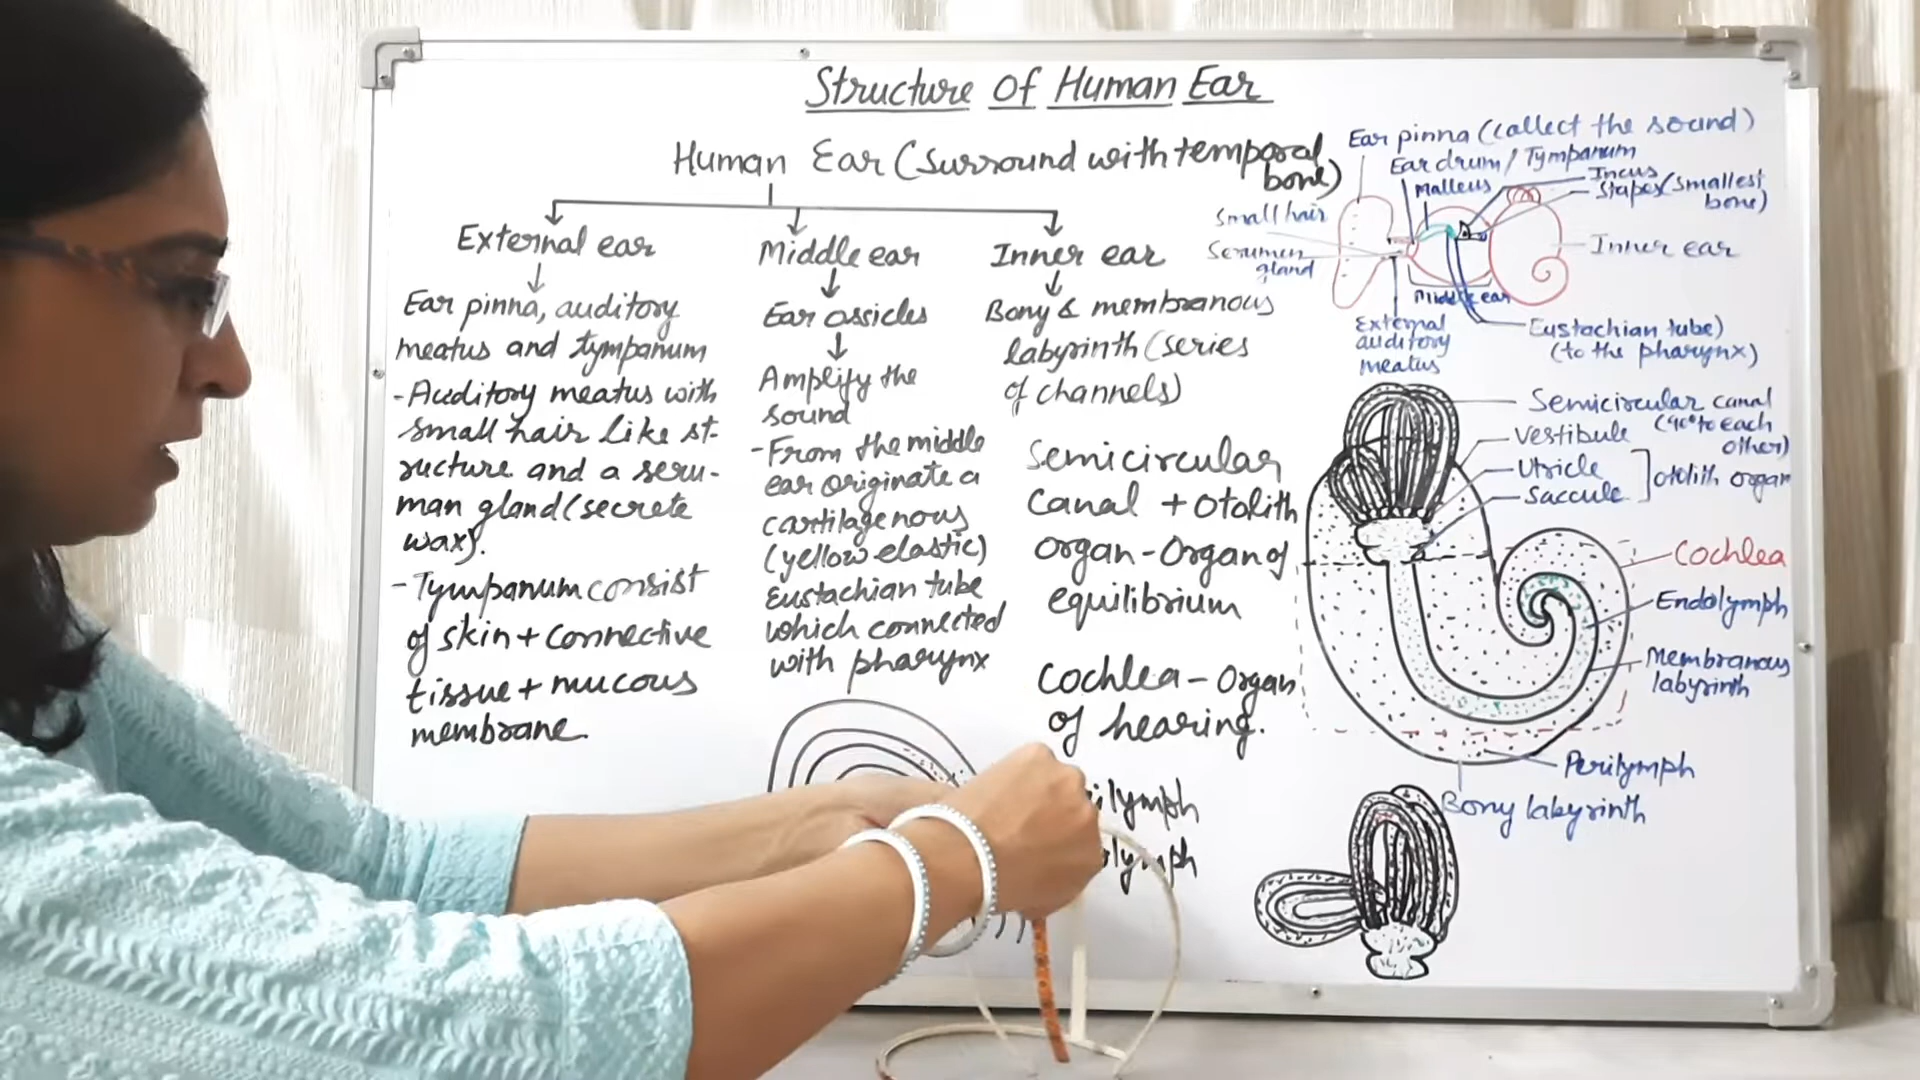 Structure Of Human Ear
Human Ear (Surround with temporal
bone)
External ear
Ear pinna, auditory
meatus and tympanum
- Auditory meatus with
small hair like st-
ructure and a seru-
man gland (secrete
wax).
- Tympanum consist
of skin + connective
tissue + mucous
membrane.
Middle ear
Ear ossicles
Amplify the
sound
- From the middle
ear originate a
cartilagenous
(yellow elastic)
Eustachian tube
which connected
with pharynx
Inner ear
Bony & membranous
labyrinth (series
of channels)
Semicircular
Canal + Otolith
organ - Organ of
equilibrium
Cochlea - Organ
of hearing.
Ear pinna (collect the sound)
Ear drum / Tympanum
Malleus
Incus
Stapes (smallest
bone)
Small hair
Serumen
gland
Inner ear
Middle ear
External
auditory
meatus
Eustachian tube)
(to the pharynx)
Semicircular canal
(90° to each
other)
Vestibule
Utricle
Saccule
otolith organ
Cochlea
Endolymph
Membranous
labyrinth
Perilymph
Bony labyrinth